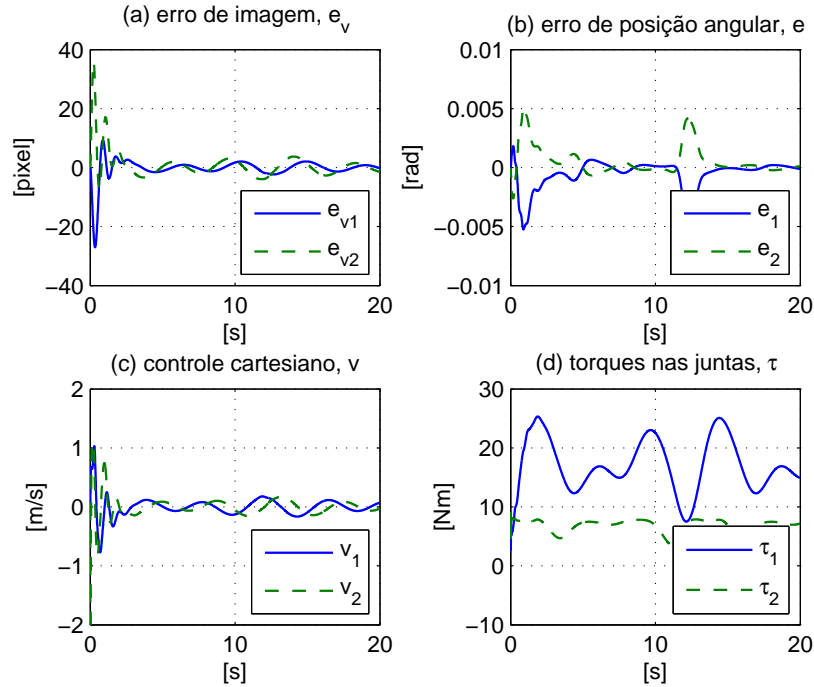 (a) erro de imagem, e_v
40
20
0
−20
−40
[pixel]
e_v1
e_v2
0
10
20
[s]
(b) erro de posição angular, e
0.01
0.005
0
−0.005
−0.01
[rad]
e_1
e_2
0
10
20
[s]
(c) controle cartesiano, v
2
1
0
−1
−2
[m/s]
v_1
v_2
0
10
20
[s]
(d) torques nas juntas, τ
30
20
10
0
−10
[Nm]
τ_1
τ_2
0
10
20
[s]